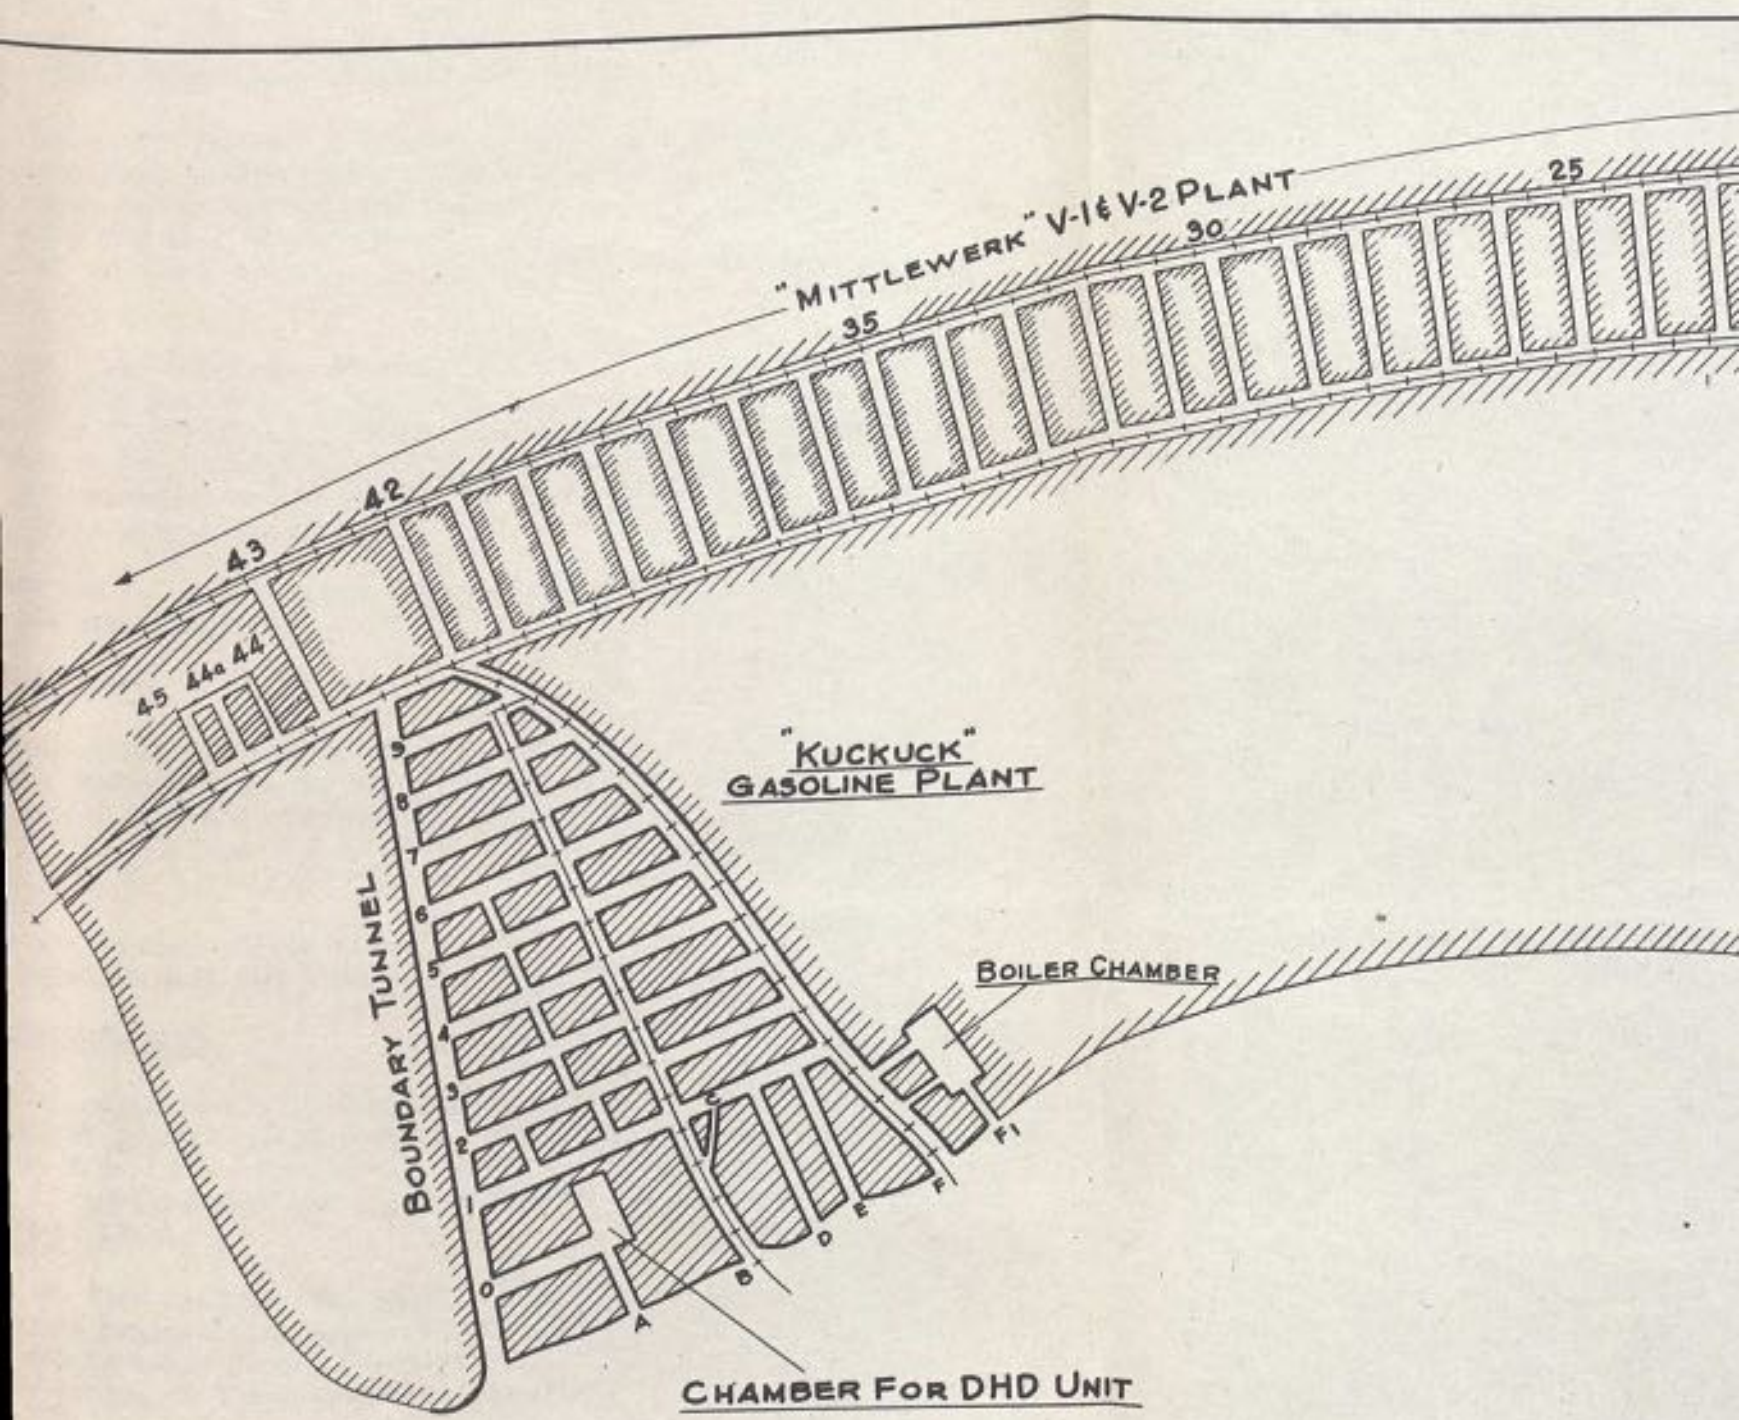 "MITTLEWERK" V-1 & V-2 PLANT
25
30
35
42
43
44
44a
45
"KUCKUCK"
GASOLINE PLANT
BOUNDARY TUNNEL
9
8
7
6
5
4
3
2
1
0
BOILER CHAMBER
C
F1
F
E
D
B
A
CHAMBER FOR DHD UNIT